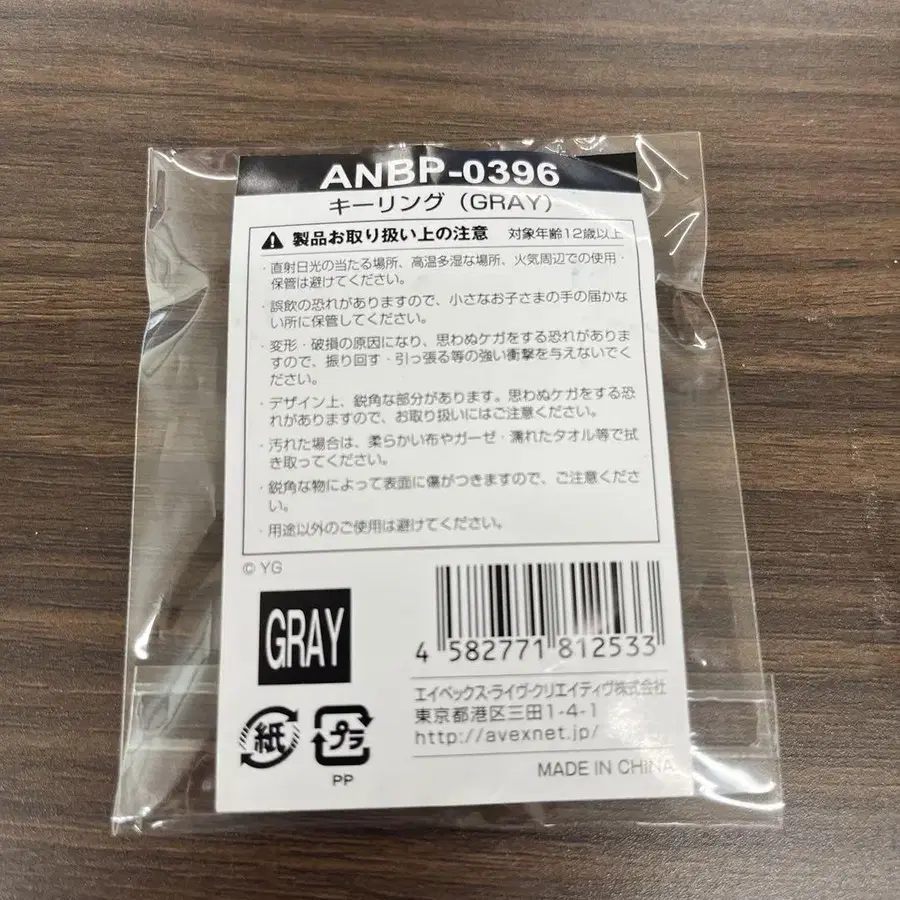 ANBP-0396
キーリング（GRAY）
製品お取り扱い上の注意 対象年齢12歳以上
・直射日光の当たる場所、高温多湿な場所、火気周辺での使用・
保管は避けてください。
・誤飲の恐れがありますので、小さなお子さまの手の届かな
い所に保管してください。
・変形・破損の原因になり、思わぬケガをする恐れがありま
すので、振り回す・引っ張る等の強い衝撃を与えないでく
ださい。
・デザイン上、鋭角な部分があります。思わぬケガをする恐
れがありますので、お取り扱いにはご注意ください。
・汚れた場合は、柔らかい布やガーゼ・濡れたタオル等で拭
き取ってください。
・鋭角な物によって表面に傷がつきますので、ご注意くださ
い。
・用途以外のご使用は避けてください。
© YG
GRAY
4 582771 812533
エイベックス・ライヴ・クリエイティヴ株式会社
東京都港区三田1-4-1
http://avexnet.jp/
紙
プラ
PP
MADE IN CHINA